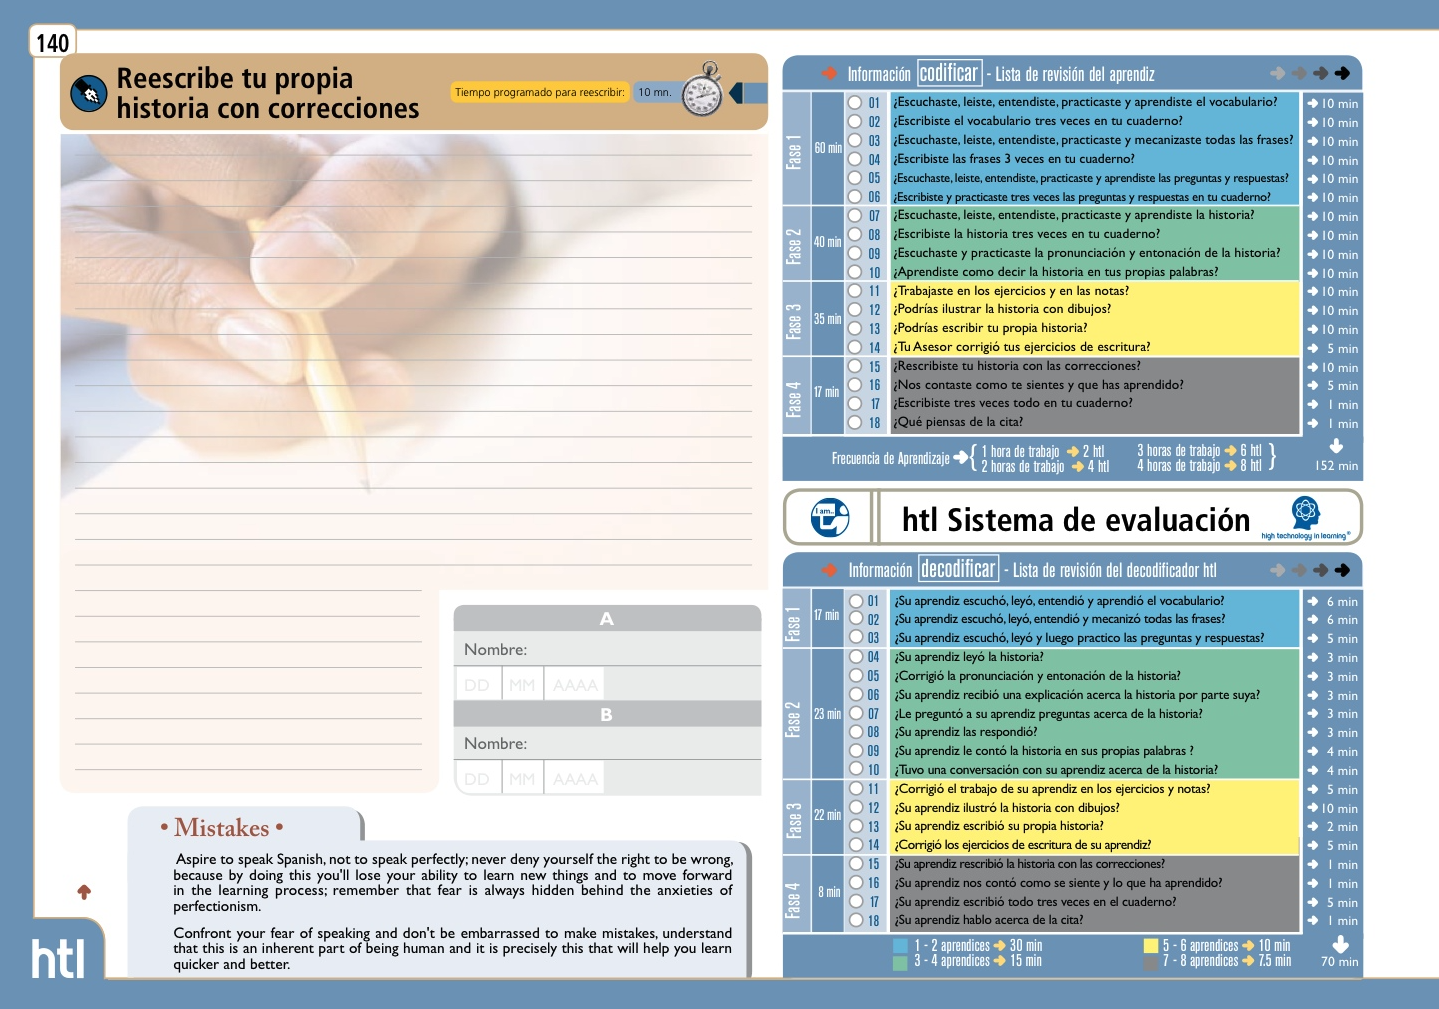 140
Reescribe tu propia
historia con correcciones
Tiempo programado para reescribir: 10 mn.
A
Nombre:
DD MM AAAA
B
Nombre:
DD MM AAAA
• Mistakes •
Aspire to speak Spanish, not to speak perfectly; never deny yourself the right to be wrong,
because by doing this you'll lose your ability to learn new things and to move forward
in the learning process; remember that fear is always hidden behind the anxieties of
perfectionism.
Confront your fear of speaking and don't be embarrassed to make mistakes, understand
that this is an inherent part of being human and it is precisely this that will help you learn
quicker and better.
htl
Información codificar - Lista de revisión del aprendiz
Fase 1
60 min
01 ¿Escuchaste, leiste, entendiste, practicaste y aprendiste el vocabulario? 10 min
02 ¿Escribiste el vocabulario tres veces en tu cuaderno? 10 min
03 ¿Escuchaste, leiste, entendiste, practicaste y mecanizaste todas las frases? 10 min
04 ¿Escribiste las frases 3 veces en tu cuaderno? 10 min
05 ¿Escuchaste, leiste, entendiste, practicaste y aprendiste las preguntas y respuestas? 10 min
06 ¿Escribiste y practicaste tres veces las preguntas y respuestas en tu cuaderno? 10 min
Fase 2
40 min
07 ¿Escuchaste, leiste, entendiste, practicaste y aprendiste la historia? 10 min
08 ¿Escribiste la historia tres veces en tu cuaderno? 10 min
09 ¿Escuchaste y practicaste la pronunciación y entonación de la historia? 10 min
10 ¿Aprendiste como decir la historia en tus propias palabras? 10 min
Fase 3
35 min
11 ¿Trabajaste en los ejercicios y en las notas? 10 min
12 ¿Podrías ilustrar la historia con dibujos? 10 min
13 ¿Podrías escribir tu propia historia? 10 min
14 ¿Tu Asesor corrigió tus ejercicios de escritura? 5 min
Fase 4
17 min
15 ¿Rescribiste tu historia con las correcciones? 10 min
16 ¿Nos contaste como te sientes y que has aprendido? 5 min
17 ¿Escribiste tres veces todo en tu cuaderno? 1 min
18 ¿Qué piensas de la cita? 1 min
Frecuencia de Aprendizaje { 1 hora de trabajo 2 htl 3 horas de trabajo 6 htl }
2 horas de trabajo 4 htl 4 horas de trabajo 8 htl
152 min
I am...
htl Sistema de evaluación
high technology in learning®
Información decodificar - Lista de revisión del decodificador htl
Fase 1
17 min
01 ¿Su aprendiz escuchó, leyó, entendió y aprendió el vocabulario? 6 min
02 ¿Su aprendiz escuchó, leyó, entendió y mecanizó todas las frases? 6 min
03 ¿Su aprendiz escuchó, leyó y luego practico las preguntas y respuestas? 5 min
Fase 2
23 min
04 ¿Su aprendiz leyó la historia? 3 min
05 ¿Corrigió la pronunciación y entonación de la historia? 3 min
06 ¿Su aprendiz recibió una explicación acerca la historia por parte suya? 3 min
07 ¿Le preguntó a su aprendiz preguntas acerca de la historia? 3 min
08 ¿Su aprendiz las respondió? 3 min
09 ¿Su aprendiz le contó la historia en sus propias palabras ? 4 min
10 ¿Tuvo una conversación con su aprendiz acerca de la historia? 4 min
Fase 3
22 min
11 ¿Corrigió el trabajo de su aprendiz en los ejercicios y notas? 5 min
12 ¿Su aprendiz ilustró la historia con dibujos? 10 min
13 ¿Su aprendiz escribió su propia historia? 2 min
14 ¿Corrigió los ejercicios de escritura de su aprendiz? 5 min
Fase 4
8 min
15 ¿Su aprendiz rescribió la historia con las correcciones? 1 min
16 ¿Su aprendiz nos contó como se siente y lo que ha aprendido? 1 min
17 ¿Su aprendiz escribió todo tres veces en el cuaderno? 5 min
18 ¿Su aprendiz hablo acerca de la cita? 1 min
1 - 2 aprendices 30 min 5 - 6 aprendices 10 min
3 - 4 aprendices 15 min 7 - 8 aprendices 7.5 min
70 min